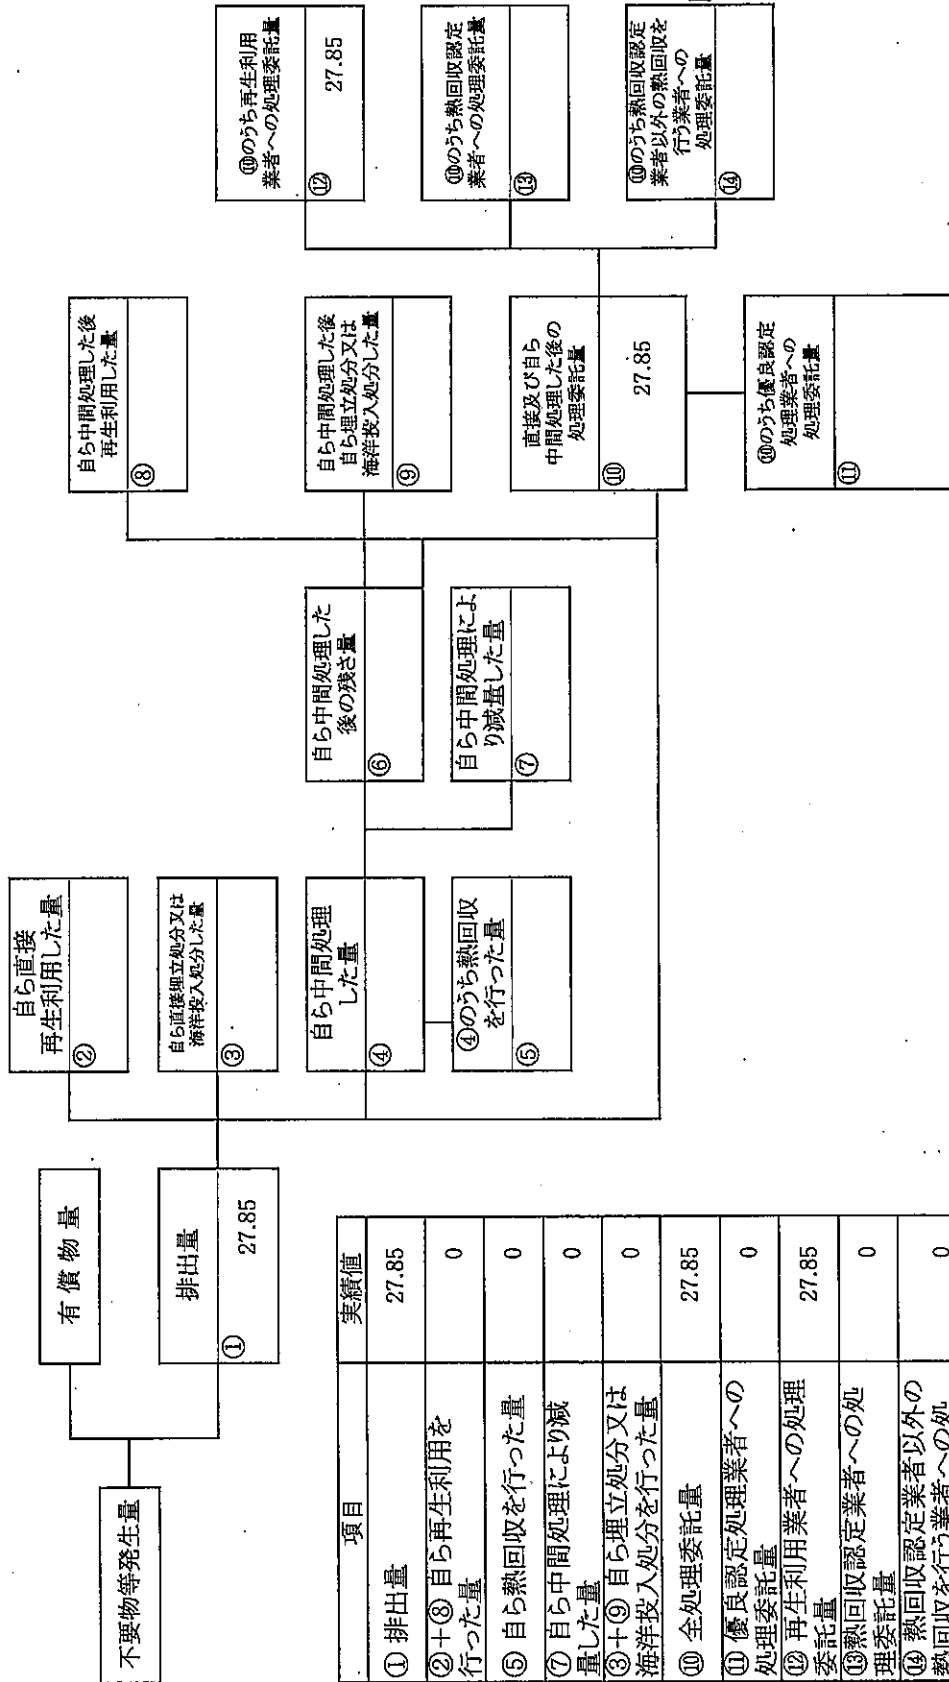 不要物等発生量
有償物量
排出量
①
27.85
自ら直接
再生利用した量
②
自ら直接埋立処分又は
海洋投入処分した量
③
自ら中間処理
した量
④
④のうち熱回収
を行った量
⑤
自ら中間処理した
後の残さ量
⑥
自ら中間処理によ
り減量した量
⑦
自ら中間処理した後
再生利用した量
⑧
自ら中間処理した後
自ら埋立処分又は
海洋投入処分した量
⑨
直接及び自ら
中間処理した後の
処理委託量
⑩
27.85
⑩のうち優良認定
処理業者への
処理委託量
⑪
⑩のうち再生利用
業者への処理委託量
⑫
27.85
⑩のうち熱回収認定
業者への処理委託量
⑬
⑩のうち熱回収認定
業者以外の熱回収を
行う業者への
処理委託量
⑭
項目 実績値
① 排出量 27.85
②+⑧ 自ら再生利用を
行った量 0
⑤ 自ら熱回収を行った量 0
⑦ 自ら中間処理により減
量した量 0
③+⑨ 自ら埋立処分又は
海洋投入処分を行った量 0
⑩ 全処理委託量 27.85
⑪ 優良認定処理業者への
処理委託量 0
⑫ 再生利用業者への処理
委託量 27.85
⑬熱回収認定業者への処
理委託量 0
⑭ 熱回収認定業者以外の
熱回収を行う業者への処 0